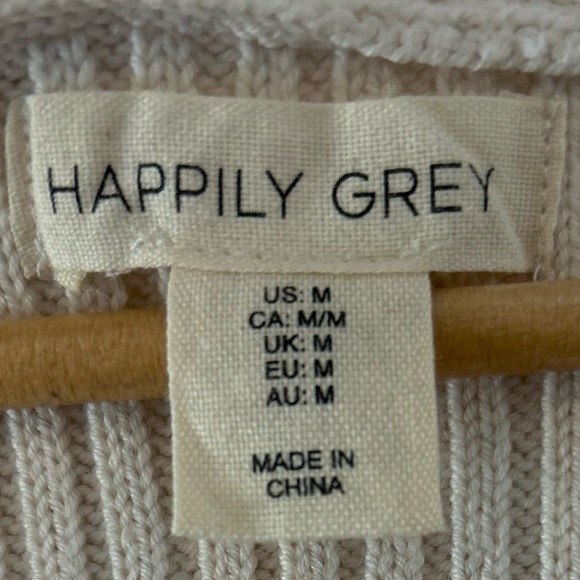 HAPPILY GREY
US: M
CA: M/M
UK: M
EU: M
AU: M
MADE IN
CHINA